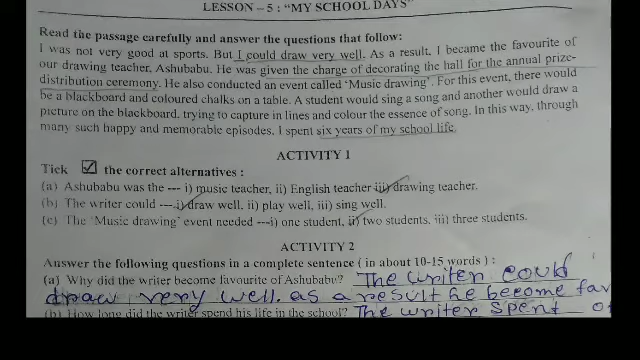 LESSON - 5 : "MY SCHOOL DAYS"
Read the passage carefully and answer the questions that follow:
I was not very good at sports. But I could draw very well. As a result, I became the favourite of
our drawing teacher, Ashubabu. He was given the charge of decorating the hall for the annual prize-
distribution ceremony. He also conducted an event called 'Music drawing'. For this event, there would
be a blackboard and coloured chalks on a table. A student would sing a song and another would draw a
picture on the blackboard, trying to capture in lines and colour the essence of song. In this way, through
many such happy and memorable episodes, I spent six years of my school life.
ACTIVITY 1
Tick ☑ the correct alternatives :
(a) Ashubabu was the --- i) music teacher, ii) English teacher iii) drawing teacher.
(b) The writer could --- i) draw well, ii) play well, iii) sing well.
(c) The 'Music drawing' event needed ---i) one student, ii) two students, iii) three students.
ACTIVITY 2
Answer the following questions in a complete sentence ( in about 10-15 words ) :
(a) Why did the writer become favourite of Ashubabu? The writer could
draw very well. as a result he become fav
(b) How long did the writer spend his life in the school? The writer spent